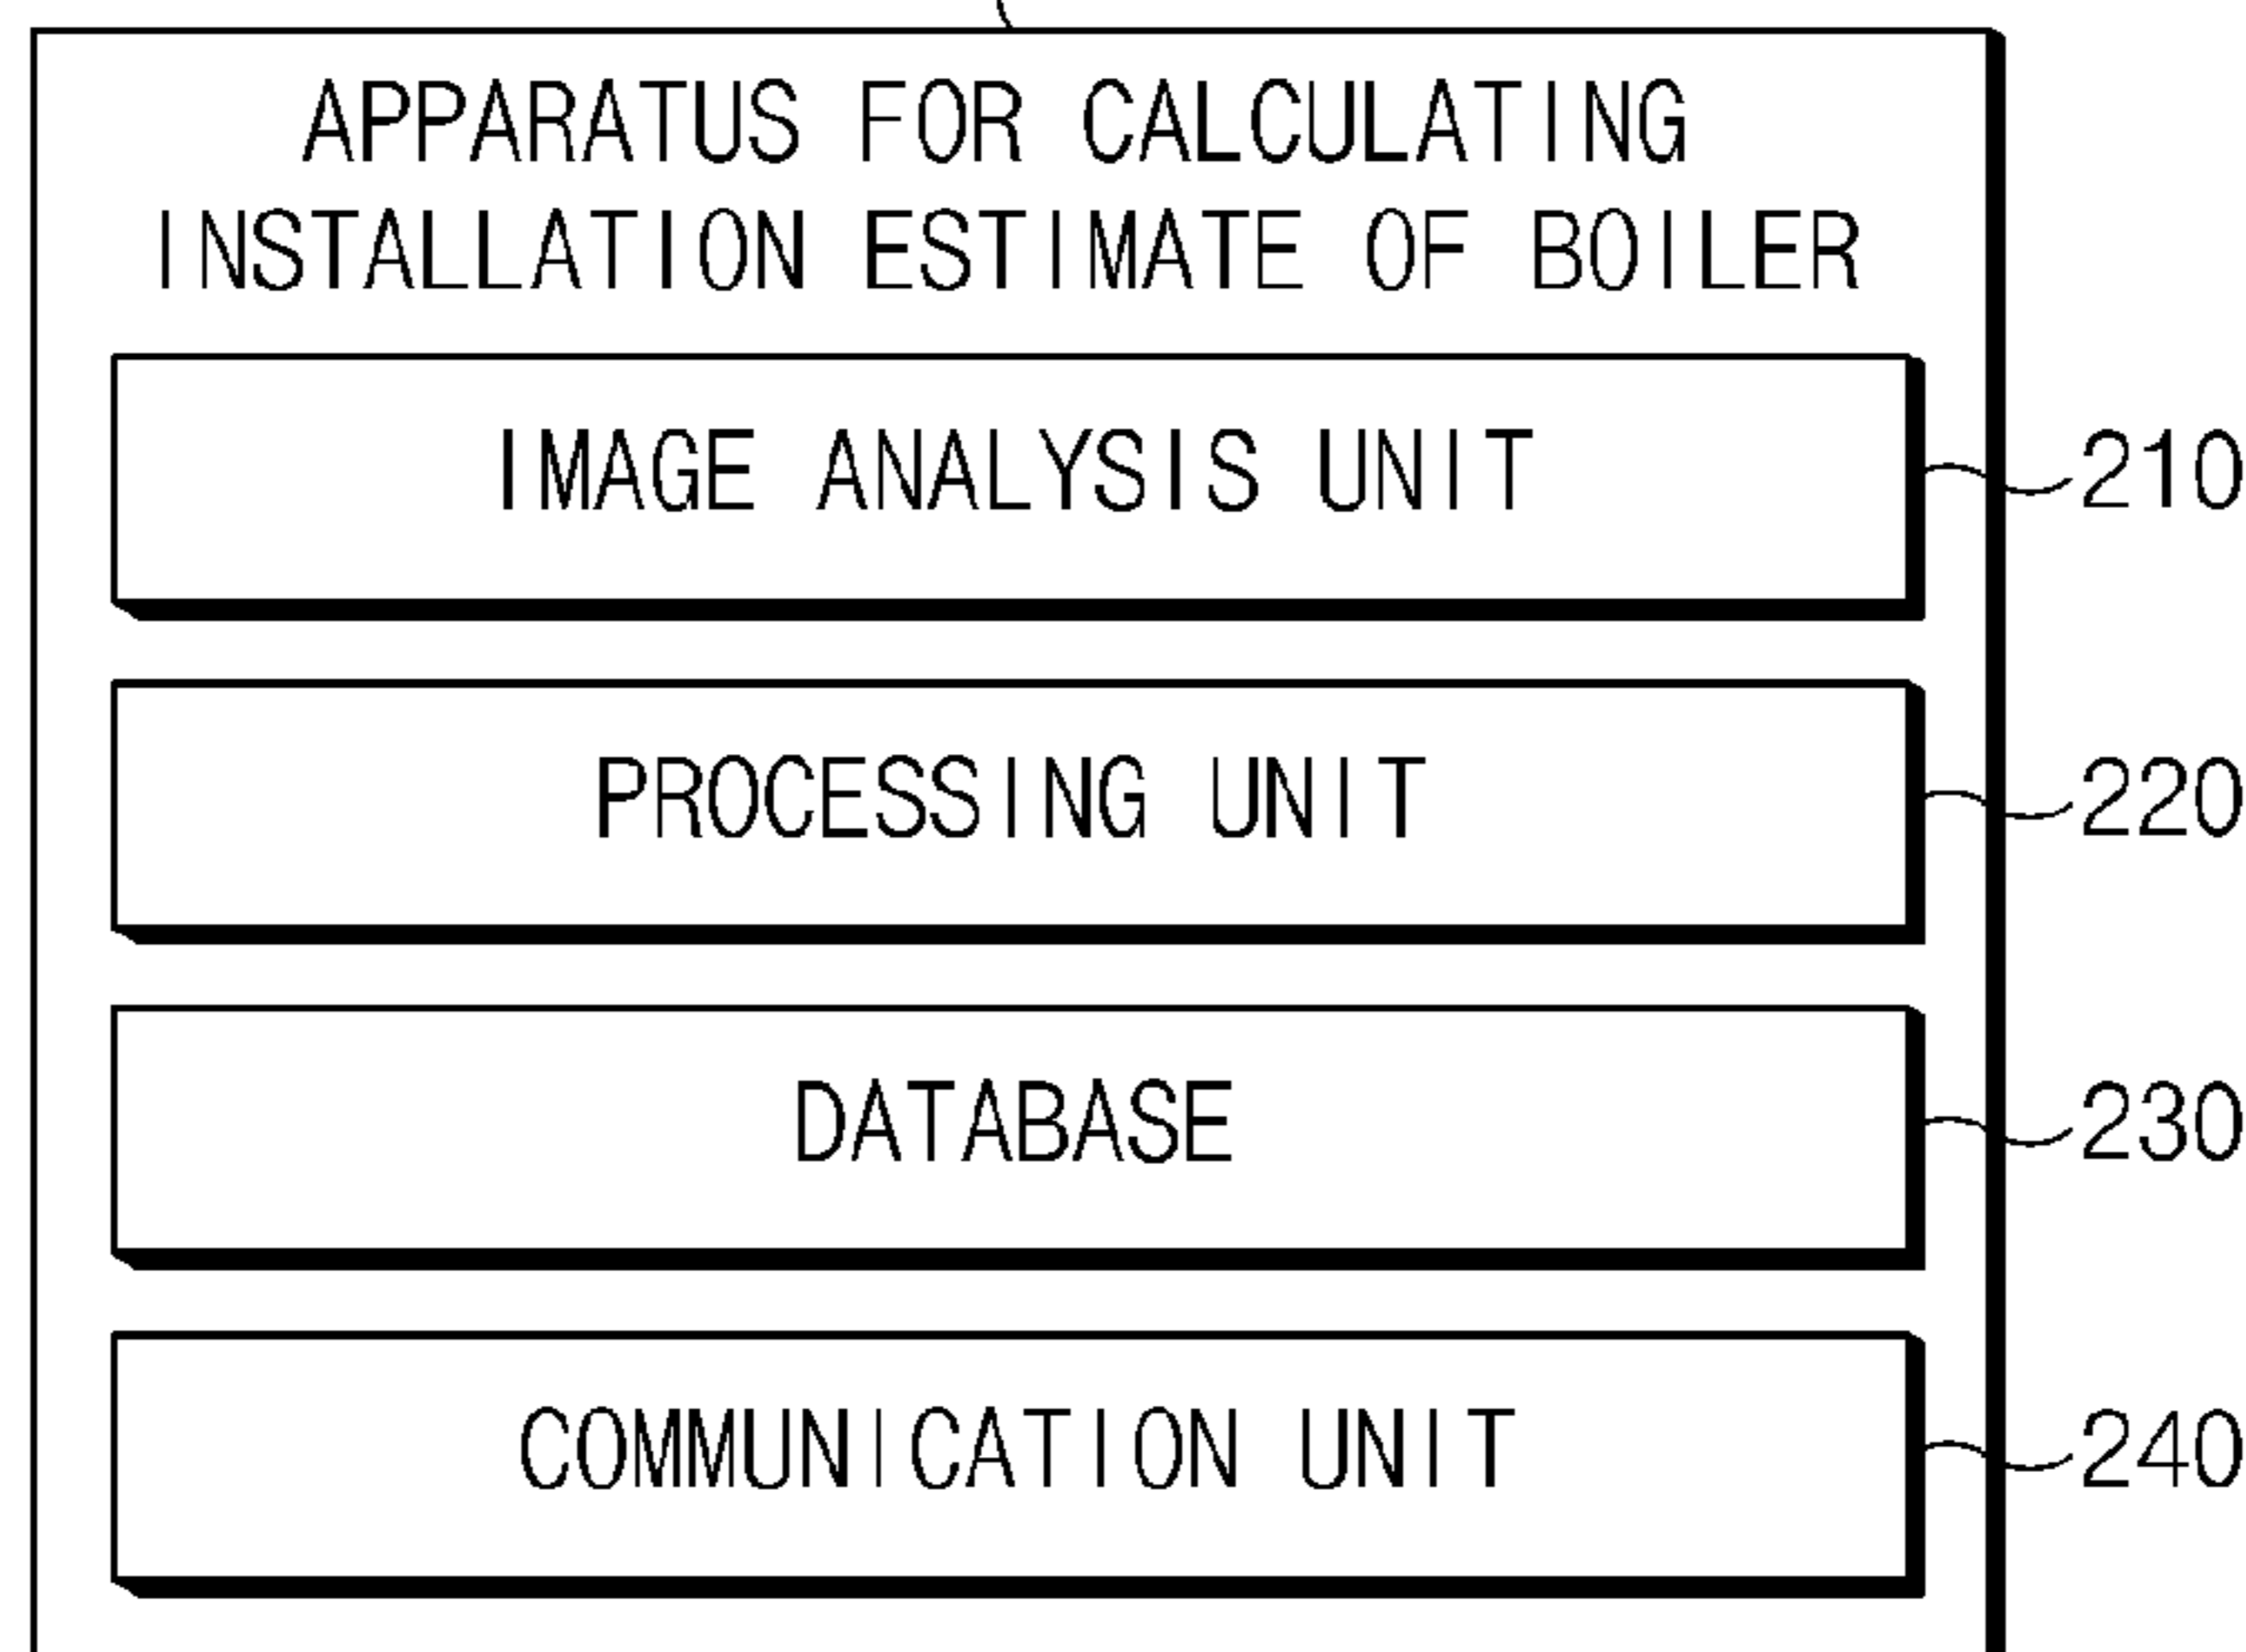 APPARATUS FOR CALCULATING
INSTALLATION ESTIMATE OF BOILER
IMAGE ANALYSIS UNIT 210
PROCESSING UNIT 220
DATABASE 230
COMMUNICATION UNIT 240